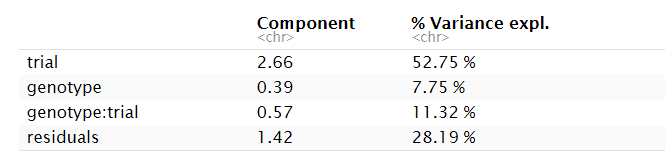 Component % Variance expl.
<chr> <chr>
trial 2.66 52.75 %
genotype 0.39 7.75 %
genotype:trial 0.57 11.32 %
residuals 1.42 28.19 %